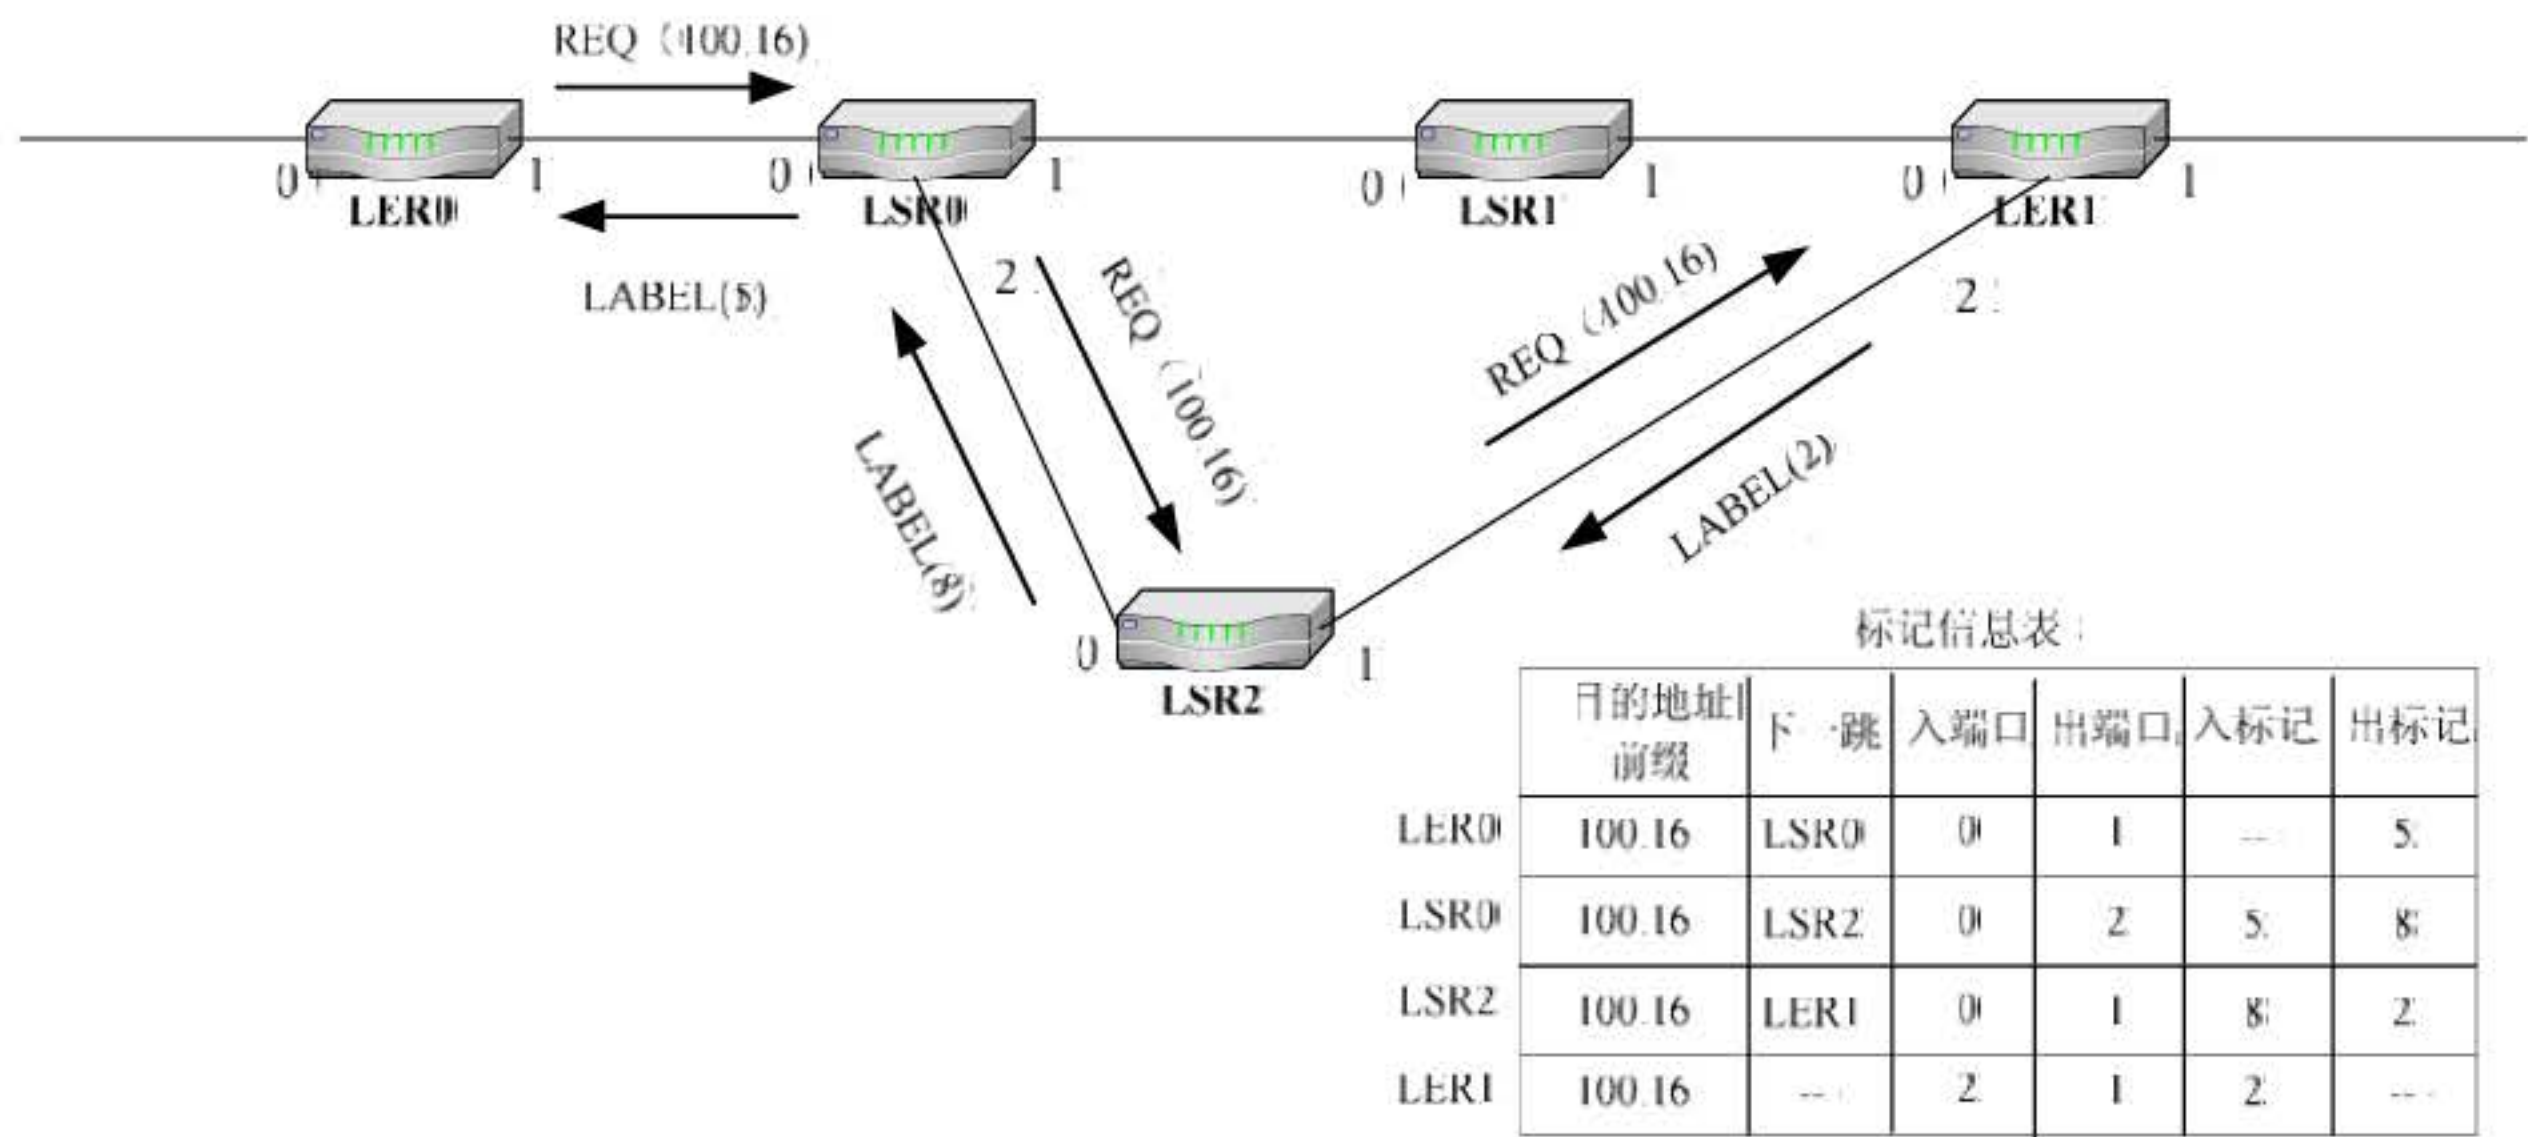 REQ（100.16)
0
1
0
1
0
1
0
1
LER0
LSR0
LSR1
LER1
LABEL(5)
2
REQ（100.16)
REQ（100.16)
2
LABEL(8)
LABEL(2)
0
1
LSR2
标记信息表
目的地址前缀 下一跳 入端口 出端口 入标记 出标记
LER0 100.16 LSR0 0 1 -- 5
LSR0 100.16 LSR2 0 2 5 8
LSR2 100.16 LER1 0 1 8 2
LER1 100.16 -- 2 1 2 --